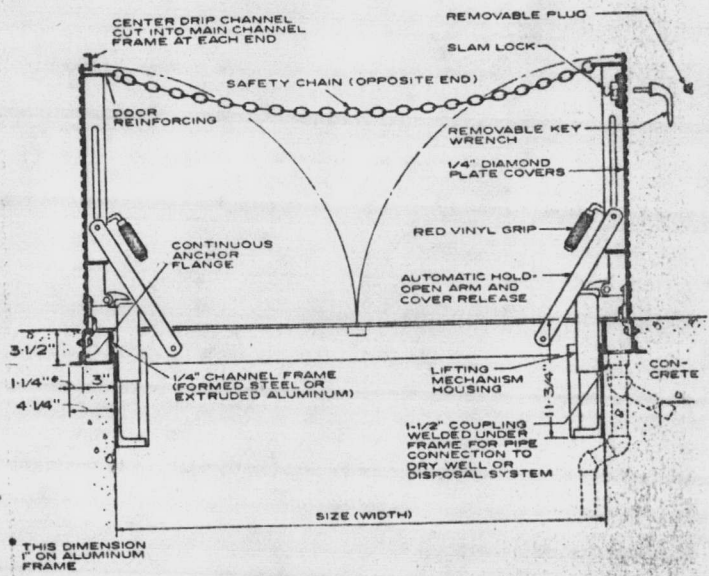 CENTER DRIP CHANNEL
CUT INTO MAIN CHANNEL
FRAME AT EACH END
REMOVABLE PLUG
SLAM LOCK
SAFETY CHAIN (OPPOSITE END)
DOOR
REINFORCING
REMOVABLE KEY
WRENCH
1/4" DIAMOND
PLATE COVERS
RED VINYL GRIP
CONTINUOUS
ANCHOR
FLANGE
AUTOMATIC HOLD-
OPEN ARM AND
COVER RELEASE
3-1/2"
1-1/4"*
3"
4-1/4"
1/4" CHANNEL FRAME
(FORMED STEEL OR
EXTRUDED ALUMINUM)
LIFTING
MECHANISM
HOUSING
11-3/4"
CON-
CRETE
1-1/2" COUPLING
WELDED UNDER
FRAME FOR PIPE
CONNECTION TO
DRY WELL OR
DISPOSAL SYSTEM
SIZE (WIDTH)
* THIS DIMENSION
1" ON ALUMINUM
FRAME